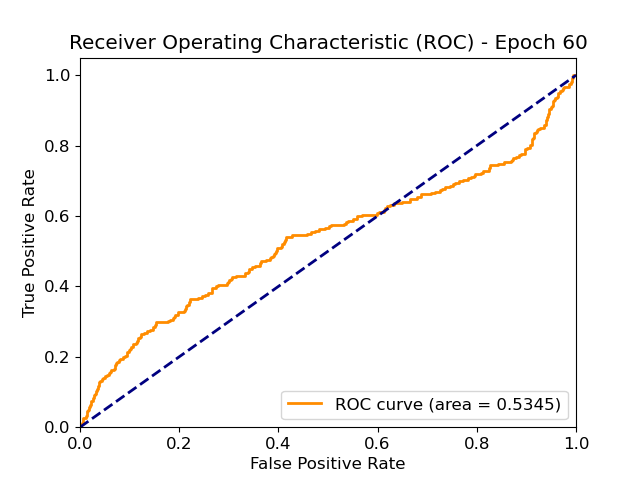 Receiver Operating Characteristic (ROC) - Epoch 60
True Positive Rate
1.0
0.8
0.6
0.4
0.2
0.0
ROC curve (area = 0.5345)
0.0 0.2 0.4 0.6 0.8 1.0
False Positive Rate